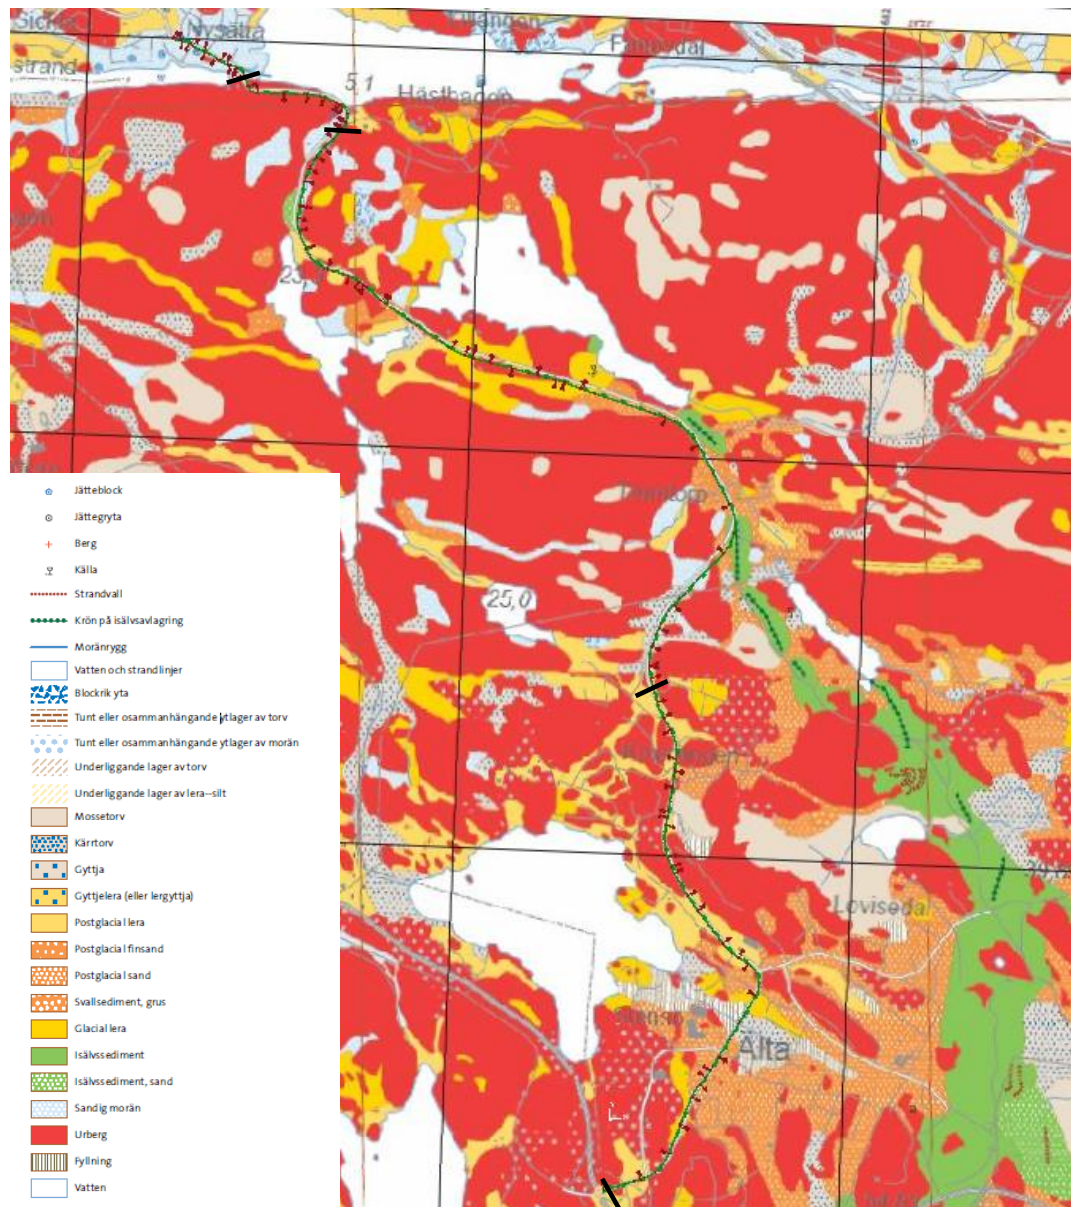 Nysätra
strand
Hästhagen
5,1
25,0
Lovisedal
Älta
Jätteblock
Jättegryta
Berg
Källa
Strandvall
Krön på isälvsavlagring
Moränrygg
Vatten och strandlinjer
Blockrik yta
Tunt eller osammanhängande ytlager av torv
Tunt eller osammanhängande ytlager av morän
Underliggande lager av torv
Underliggande lager av lera--silt
Mossetorv
Kärrtorv
Gyttja
Gyttjelera (eller lergyttja)
Postglacial lera
Postglacial finsand
Postglacial sand
Svallsediment, grus
Glacial lera
Isälvssediment
Isälvssediment, sand
Sandig morän
Urberg
Fyllning
Vatten